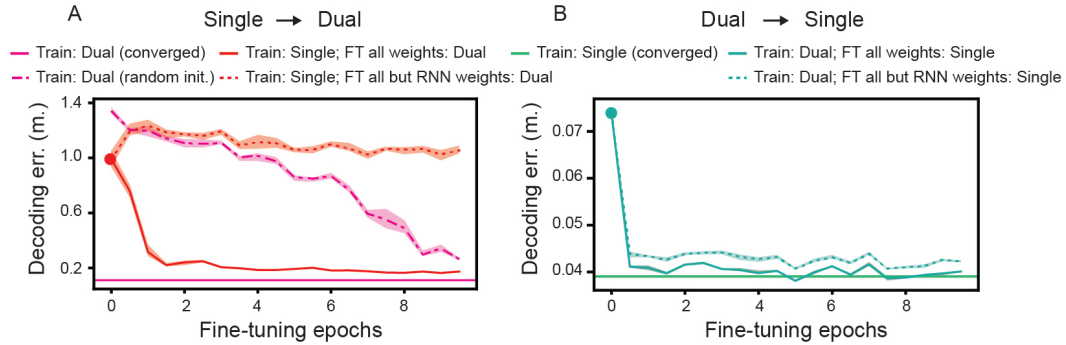 A
Single → Dual
Train: Dual (converged)
Train: Single; FT all weights: Dual
Train: Dual (random init.)
Train: Single; FT all but RNN weights: Dual
Decoding err. (m.)
1.4
1.0
0.6
0.2
0 2 4 6 8
Fine-tuning epochs
B
Dual → Single
Train: Single (converged)
Train: Dual; FT all weights: Single
Train: Dual; FT all but RNN weights: Single
Decoding err. (m.)
0.07
0.06
0.05
0.04
0 2 4 6 8
Fine-tuning epochs